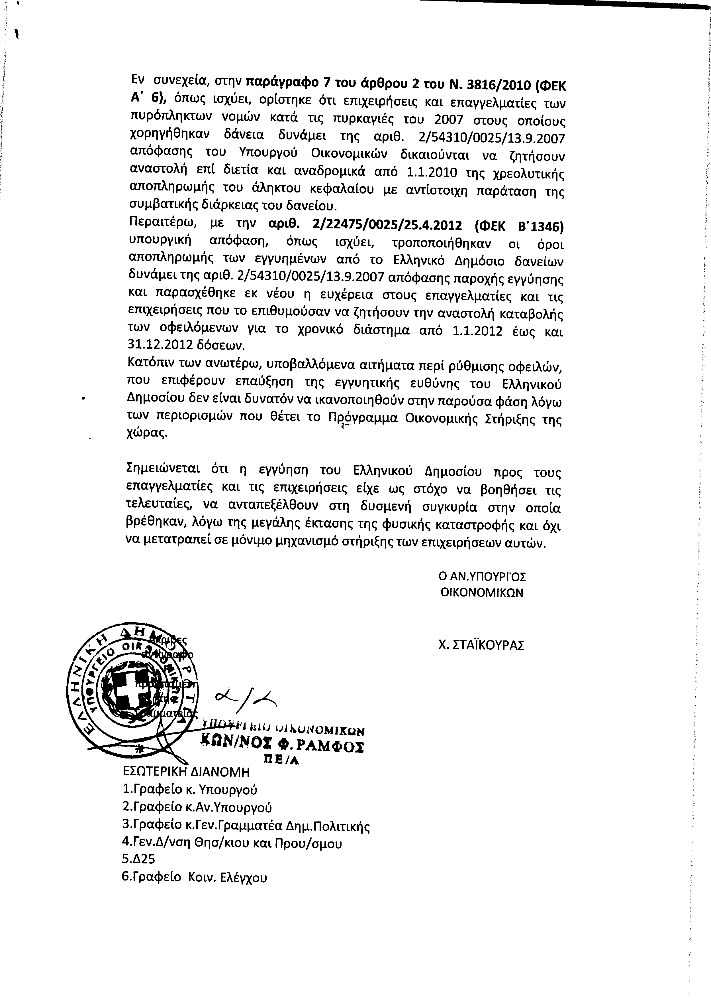 Εν συνεχεία, στην παράγραφο 7 του άρθρου 2 του Ν. 3816/2010 (ΦΕΚ
Α΄ 6), όπως ισχύει, ορίστηκε ότι επιχειρήσεις και επαγγελματίες των
πυρόπληκτων νομών κατά τις πυρκαγιές του 2007 στους οποίους
χορηγήθηκαν δάνεια δυνάμει της αριθ. 2/54310/0025/13.9.2007
απόφασης του Υπουργού Οικονομικών δικαιούνται να ζητήσουν
αναστολή επί διετία και αναδρομικά από 1.1.2010 της χρεολυτικής
αποπληρωμής του άληκτου κεφαλαίου με αντίστοιχη παράταση της
συμβατικής διάρκειας του δανείου.
Περαιτέρω, με την αριθ. 2/22475/0025/25.4.2012 (ΦΕΚ Β΄1346)
υπουργική απόφαση, όπως ισχύει, τροποποιήθηκαν οι όροι
αποπληρωμής των εγγυημένων από το Ελληνικό Δημόσιο δανείων
δυνάμει της αριθ. 2/54310/0025/13.9.2007 απόφασης παροχής εγγύησης
και παρασχέθηκε εκ νέου η ευχέρεια στους επαγγελματίες και τις
επιχειρήσεις που το επιθυμούσαν να ζητήσουν την αναστολή καταβολής
των οφειλόμενων για το χρονικό διάστημα από 1.1.2012 έως και
31.12.2012 δόσεων.
Κατόπιν των ανωτέρω, υποβαλλόμενα αιτήματα περί ρύθμισης οφειλών,
που επιφέρουν επαύξηση της εγγυητικής ευθύνης του Ελληνικού
Δημοσίου δεν είναι δυνατόν να ικανοποιηθούν στην παρούσα φάση λόγω
των περιορισμών που θέτει το Πρόγραμμα Οικονομικής Στήριξης της
χώρας.
Σημειώνεται ότι η εγγύηση του Ελληνικού Δημοσίου προς τους
επαγγελματίες και τις επιχειρήσεις είχε ως στόχο να βοηθήσει τις
τελευταίες, να ανταπεξέλθουν στη δυσμενή συγκυρία στην οποία
βρέθηκαν, λόγω της μεγάλης έκτασης της φυσικής καταστροφής και όχι
να μετατραπεί σε μόνιμο μηχανισμό στήριξης των επιχειρήσεων αυτών.
Ο ΑΝ.ΥΠΟΥΡΓΟΣ
ΟΙΚΟΝΟΜΙΚΩΝ
Χ. ΣΤΑΪΚΟΥΡΑΣ
ΕΛΛΗΝΙΚΗ ΔΗΜΟΚΡΑΤΙΑ
ΥΠΟΥΡΓΕΙΟ ΟΙΚΟΝΟΜΙΚΩΝ
Ακριβές
αντίγραφο
Η
προϊσταμένη
της
Γραμματείας
α/α
ΥΠΟΥΡΓΕΙΟ ΟΙΚΟΝΟΜΙΚΩΝ
ΚΩΝ/ΝΟΣ Φ. ΡΑΜΦΟΣ
ΠΕ/Α
ΕΣΩΤΕΡΙΚΗ ΔΙΑΝΟΜΗ
1.Γραφείο κ. Υπουργού
2.Γραφείο κ.Αν.Υπουργού
3.Γραφείο κ.Γεν.Γραμματέα Δημ.Πολιτικής
4.Γεν.Δ/νση Θησ/κιου και Πρου/σμου
5.Δ25
6.Γραφείο Κοιν. Ελέγχου